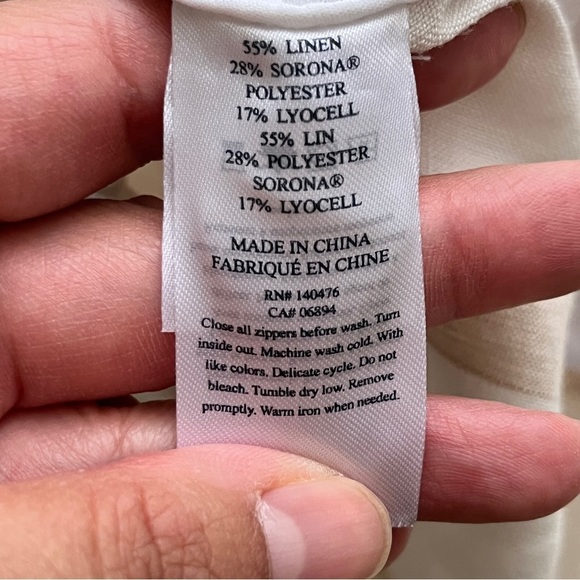 55% LINEN
28% SORONA®
POLYESTER
17% LYOCELL
55% LIN
28% POLYESTER
SORONA®
17% LYOCELL
MADE IN CHINA
FABRIQUÉ EN CHINE
RN# 140476
CA# 06894
Close all zippers before wash. Turn
inside out. Machine wash cold. With
like colors. Delicate cycle. Do not
bleach. Tumble dry low. Remove
promptly. Warm iron when needed.